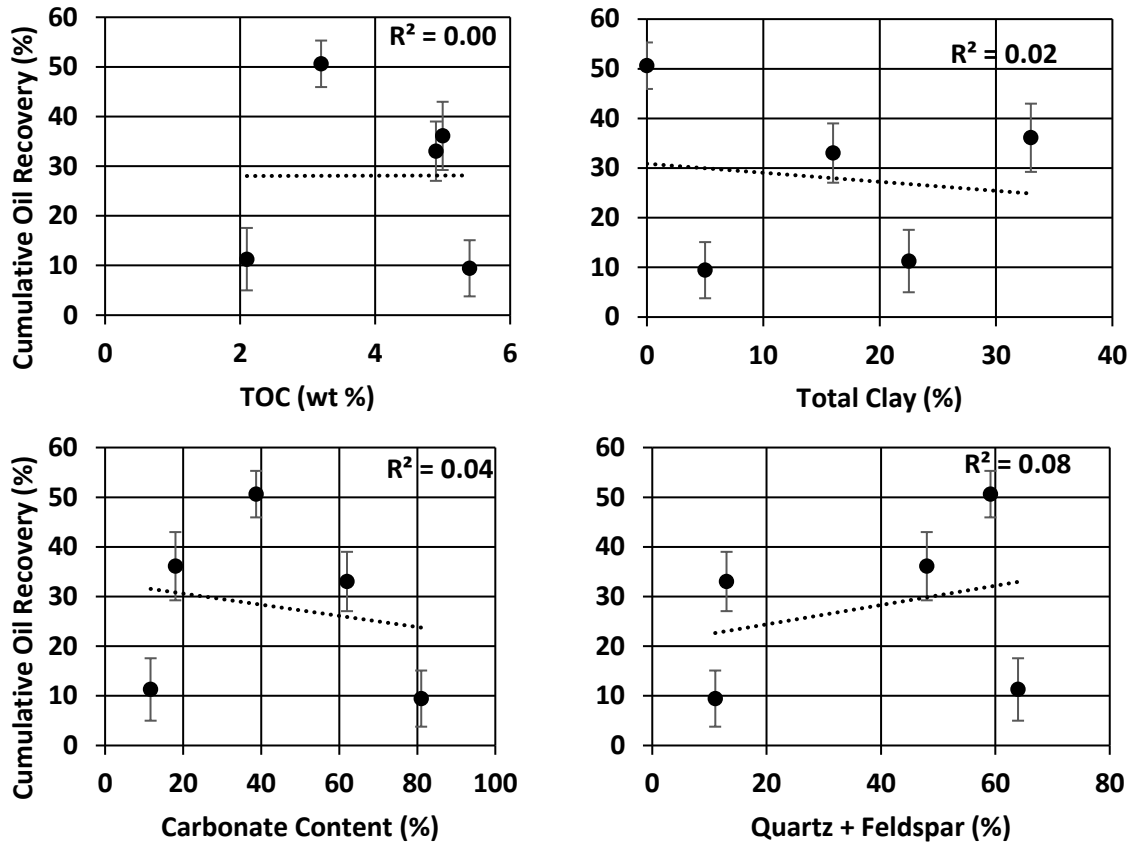 Cumulative Oil Recovery (%)
60
50
40
30
20
10
0
R² = 0.00
0 2 4 6
TOC (wt %)
60
50
40
30
20
10
0
R² = 0.02
0 10 20 30 40
Total Clay (%)
Cumulative Oil Recovery (%)
60
50
40
30
20
10
0
R² = 0.04
0 20 40 60 80 100
Carbonate Content (%)
60
50
40
30
20
10
0
R² = 0.08
0 20 40 60 80
Quartz + Feldspar (%)